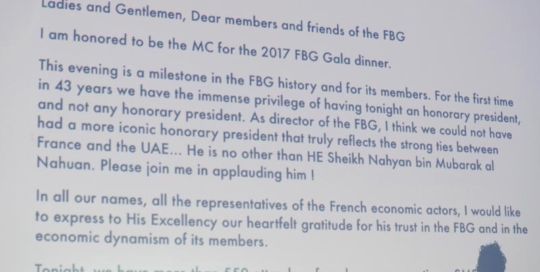 Ladies and Gentlemen, Dear members and friends of the FBG
I am honored to be the MC for the 2017 FBG Gala dinner.
This evening is a milestone in the FBG history and for its members. For the first time
in 43 years we have the immense privilege of having tonight an honorary president,
and not any honorary president. As director of the FBG, I think we could not have
had a more iconic honorary president that truly reflects the strong ties between
France and the UAE... He is no other than HE Sheikh Nahyan bin Mubarak al
Nahuan. Please join me in applauding him !
In all our names, all the representatives of the French economic actors, I would like
to express to His Excellency our heartfelt gratitude for his trust in the FBG and in the
economic dynamism of its members.
Tonight, we have more than 550